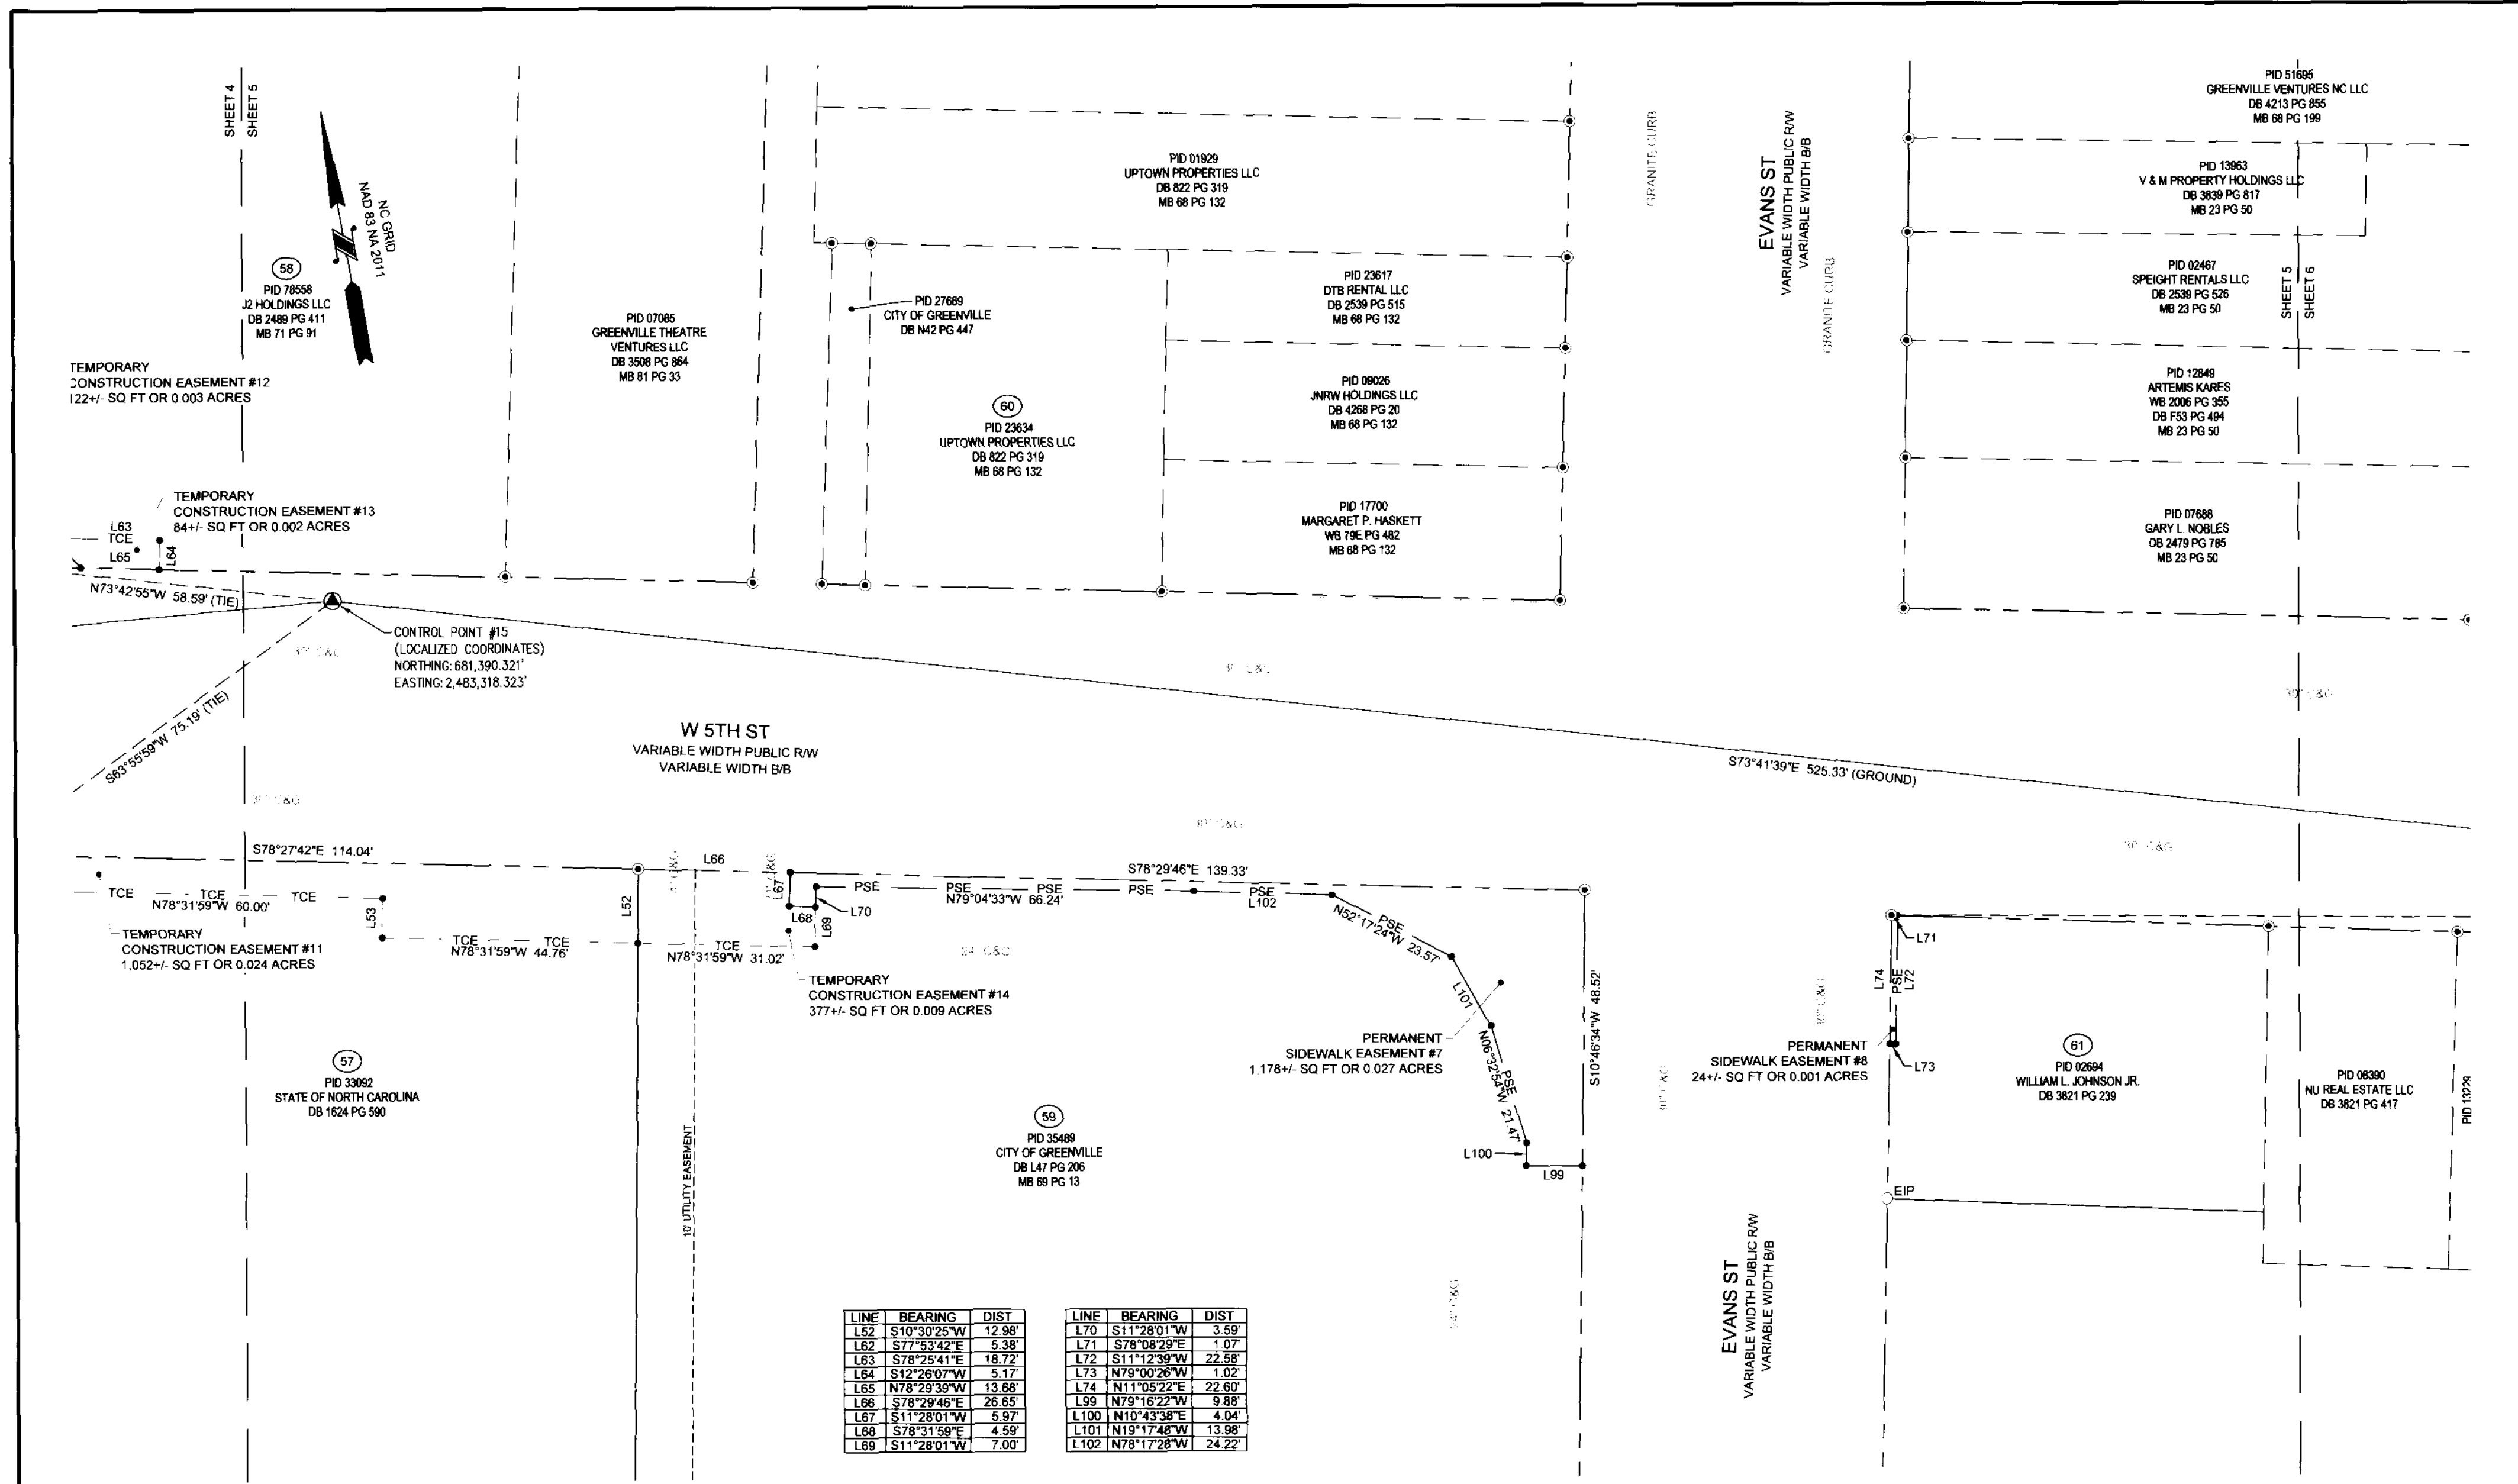 SHEET 4
SHEET 5
NC GRID
NAD 83 NA 2011
58
PID 78558
J2 HOLDINGS LLC
DB 2489 PG 411
MB 71 PG 91
TEMPORARY
CONSTRUCTION EASEMENT #12
122+/- SQ FT OR 0.003 ACRES
TEMPORARY
CONSTRUCTION EASEMENT #13
84+/- SQ FT OR 0.002 ACRES
L63
TCE
L65
L64
N73°42'55"W 58.59' (TIE)
PID 07085
GREENVILLE THEATRE
VENTURES LLC
DB 3508 PG 864
MB 81 PG 33
PID 01929
UPTOWN PROPERTIES LLC
DB 822 PG 319
MB 68 PG 132
PID 27669
CITY OF GREENVILLE
DB N42 PG 447
60
PID 23634
UPTOWN PROPERTIES LLC
DB 822 PG 319
MB 68 PG 132
PID 23617
DTB RENTAL LLC
DB 2539 PG 515
MB 68 PG 132
PID 09026
JNRW HOLDINGS LLC
DB 4268 PG 20
MB 68 PG 132
PID 17700
MARGARET P. HASKETT
WB 79E PG 482
MB 68 PG 132
GRANITE CURB
EVANS ST
VARIABLE WIDTH PUBLIC R/W
VARIABLE WIDTH B/B
GRANITE CURB
PID 51695
GREENVILLE VENTURES NC LLC
DB 4213 PG 855
MB 68 PG 199
PID 13963
V & M PROPERTY HOLDINGS LLC
DB 3839 PG 817
MB 23 PG 50
PID 02467
SPEIGHT RENTALS LLC
DB 2539 PG 526
MB 23 PG 50
SHEET 5
SHEET 6
PID 12849
ARTEMIS KARES
WB 2006 PG 355
DB F53 PG 494
MB 23 PG 50
PID 07688
GARY L. NOBLES
DB 2479 PG 785
MB 23 PG 50
CONTROL POINT #15
(LOCALIZED COORDINATES)
NORTHING: 681,390.321'
EASTING: 2,483,318.323'
30" C&G
30" C&G
30" C&G
S63°55'59"W 75.19' (TIE)
W 5TH ST
VARIABLE WIDTH PUBLIC R/W
VARIABLE WIDTH B/B
S73°41'39"E 525.33' (GROUND)
30" C&G
30" C&G
30" C&G
S78°27'42"E 114.04'
L66
S78°29'46"E 139.33'
TCE TCE TCE
N78°31'59"W 60.00'
L53
L52
L67
L68
L69
L70
PSE PSE PSE PSE PSE
N79°04'33"W 66.24'
L102
PSE
N52°17'24"W 23.57'
TEMPORARY
CONSTRUCTION EASEMENT #11
1,052+/- SQ FT OR 0.024 ACRES
TCE TCE
N78°31'59"W 44.76'
TCE
N78°31'59"W 31.02'
24" C&G
TEMPORARY
CONSTRUCTION EASEMENT #14
377+/- SQ FT OR 0.009 ACRES
L101
PSE
N06°32'54"W 21.47'
L100
L99
S10°46'34"W 48.52'
PERMANENT
SIDEWALK EASEMENT #7
1,178+/- SQ FT OR 0.027 ACRES
30" C&G
30" C&G
L71
L74
PSE
L72
L73
PERMANENT
SIDEWALK EASEMENT #8
24+/- SQ FT OR 0.001 ACRES
61
PID 02694
WILLIAM L. JOHNSON JR.
DB 3821 PG 239
PID 08390
NU REAL ESTATE LLC
DB 3821 PG 417
PID 13229
57
PID 33092
STATE OF NORTH CAROLINA
DB 1624 PG 590
10' UTILITY EASEMENT
59
PID 35489
CITY OF GREENVILLE
DB L47 PG 206
MB 69 PG 13
EIP
24" C&G
EVANS ST
VARIABLE WIDTH PUBLIC R/W
VARIABLE WIDTH B/B
LINE BEARING DIST
L52 S10°30'25"W 12.98'
L62 S77°53'42"E 5.38'
L63 S78°25'41"E 18.72'
L64 S12°26'07"W 5.17'
L65 N78°29'39"W 13.68'
L66 S78°29'46"E 26.65'
L67 S11°28'01"W 5.97'
L68 S78°31'59"E 4.59'
L69 S11°28'01"W 7.00'
LINE BEARING DIST
L70 S11°28'01"W 3.59'
L71 S78°08'29"E 1.07'
L72 S11°12'39"W 22.58'
L73 N79°00'26"W 1.02'
L74 N11°05'22"E 22.60'
L99 N79°16'22"W 9.88'
L100 N10°43'38"E 4.04'
L101 N19°17'48"W 13.98'
L102 N78°17'28"W 24.22'